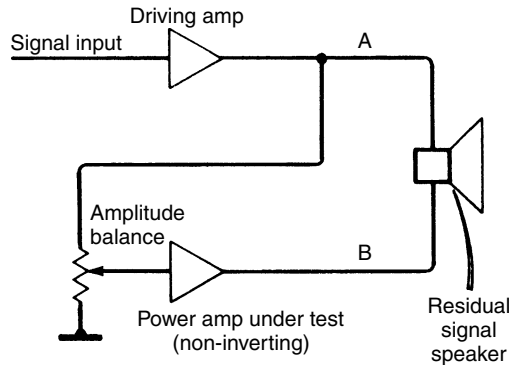 Driving amp
Signal input
A
Amplitude
balance
B
Power amp under test
(non-inverting)
Residual
signal
speaker